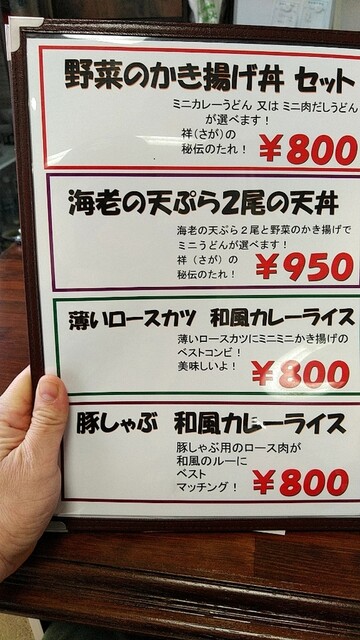 野菜のかき揚げ丼 セット
ミニカレーうどん 又は ミニ肉だしうどん
が選べます！
祥（さが）の
秘伝のたれ！
￥800
海老の天ぷら2尾の天丼
海老の天ぷら2尾と野菜のかき揚げで
ミニうどんが選べます！
祥（さが）の
秘伝のたれ！
￥950
薄いロースカツ 和風カレーライス
薄いロースカツにミニミニかき揚げの
ベストコンビ！
美味しいよ！
￥800
豚しゃぶ 和風カレーライス
豚しゃぶ用のロース肉が
和風のルーに
ベスト
マッチング！
￥800